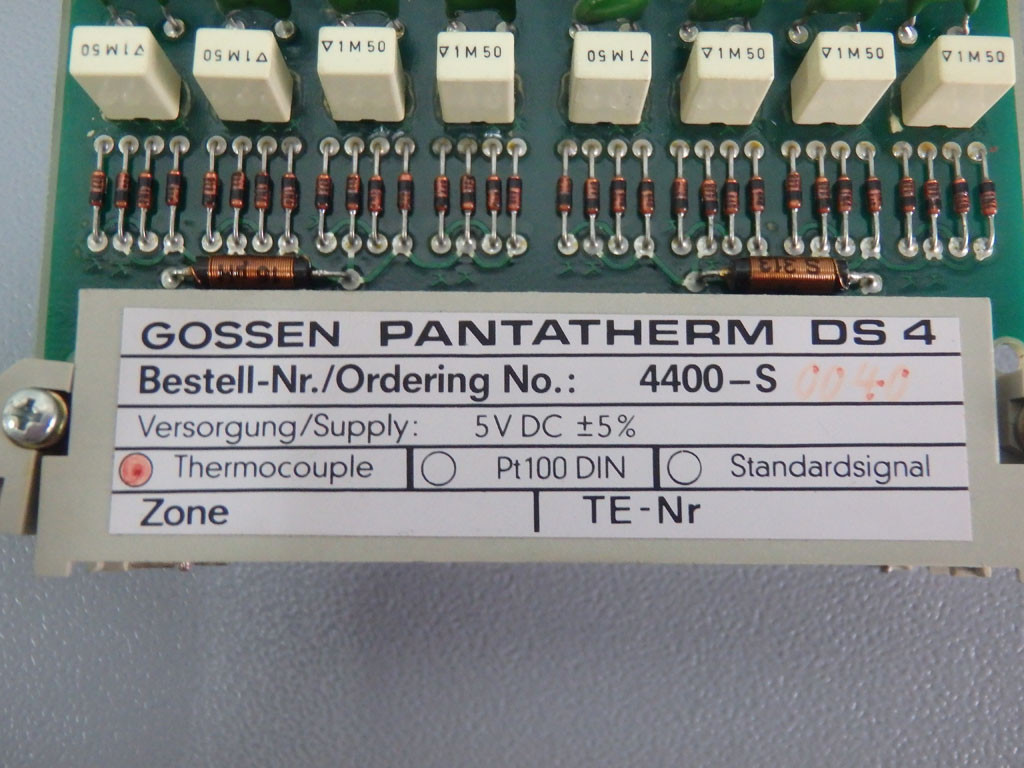 1M50 1M50 1M50 1M50 1M50 1M50 1M50 1M50
S 313
GOSSEN PANTATHERM DS 4
Bestell-Nr./Ordering No.: 4400-S 0040
Versorgung/Supply: 5V DC ±5%
Thermocouple Pt100 DIN Standardsignal
Zone TE-Nr